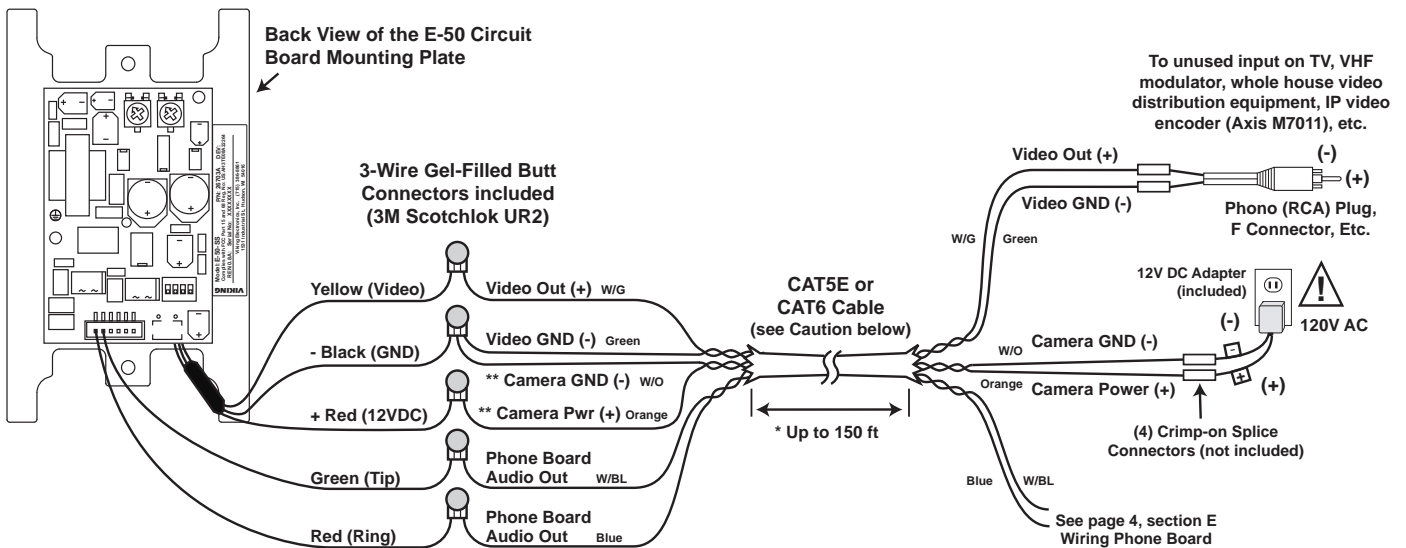 Back View of the E-50 Circuit
Board Mounting Plate
To unused input on TV, VHF
modulator, whole house video
distribution equipment, IP video
encoder (Axis M7011), etc.
3-Wire Gel-Filled Butt
Connectors included
(3M Scotchlok UR2)
Video Out (+)
Video GND (-)
(-)
(+)
Phono (RCA) Plug,
F Connector, Etc.
W/G
Green
Model: E-50-SS
VIKING
Yellow (Video)
Video Out (+) W/G
- Black (GND)
Video GND (-) Green
** Camera GND (-) W/O
+ Red (12VDC)
** Camera Pwr (+) Orange
Green (Tip)
Phone Board
Audio Out W/BL
Red (Ring)
Phone Board
Audio Out Blue
CAT5E or
CAT6 Cable
(see Caution below)
* Up to 150 ft
12V DC Adapter
(included)
!
120V AC
(-)
W/O
Camera GND (-)
-
Orange
Camera Power (+)
+
(+)
(4) Crimp-on Splice
Connectors (not included)
Blue
W/BL
See page 4, section E
Wiring Phone Board